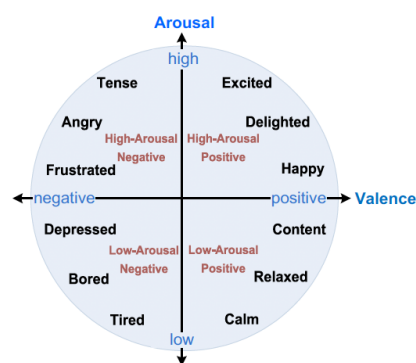 Arousal
high
Tense
Excited
Angry
Delighted
High-Arousal
Negative
High-Arousal
Positive
Frustrated
Happy
negative
positive
Valence
Depressed
Content
Low-Arousal
Negative
Low-Arousal
Positive
Bored
Relaxed
Tired
Calm
low